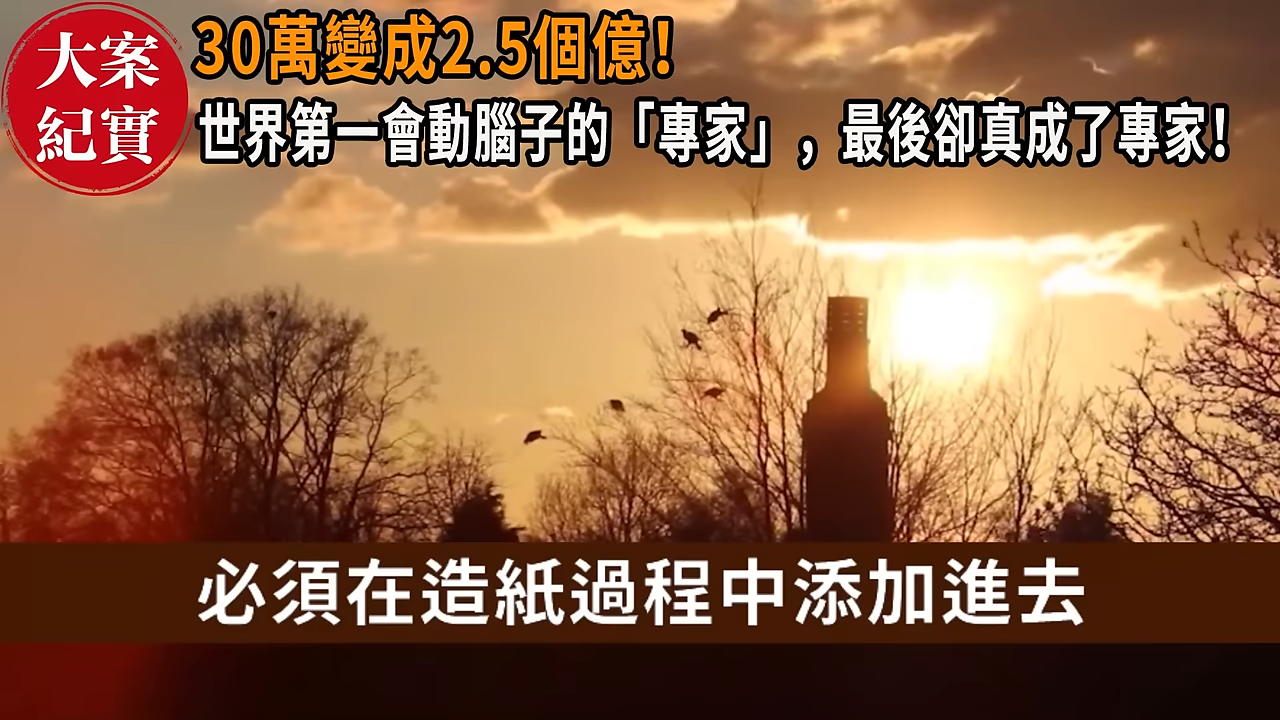 大案
紀實
30萬變成2.5個億！
世界第一會動腦子的「專家」，最後卻真成了專家！
必須在造紙過程中添加進去